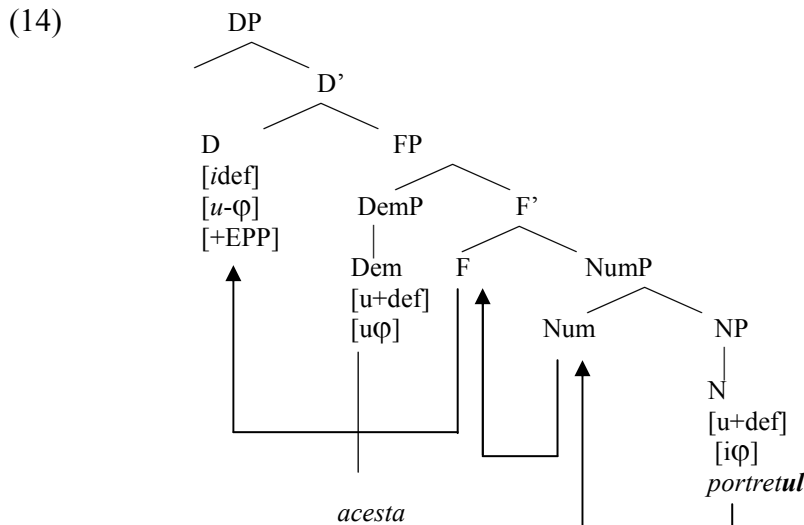 (14) DP
D’
D FP
[idef]
[u-φ] DemP F’
[+EPP]
Dem F NumP
[u+def]
[uφ] Num NP
N
[u+def]
[iφ]
portretul
acesta